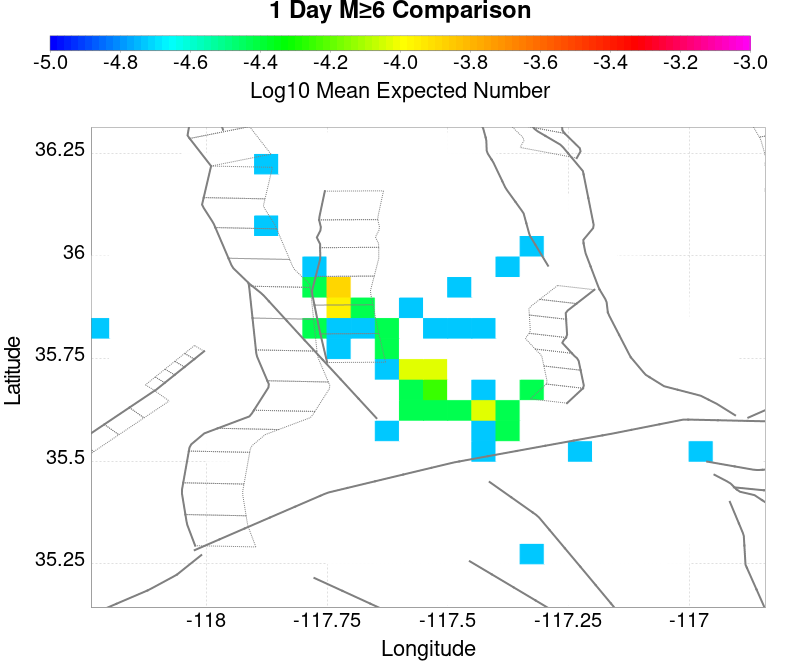 1 Day M≥6 Comparison
-5.0 -4.8 -4.6 -4.4 -4.2 -4.0 -3.8 -3.6 -3.4 -3.2 -3.0
Log10 Mean Expected Number
36.25
36
35.75
35.5
35.25
Latitude
-118 -117.75 -117.5 -117.25 -117
Longitude